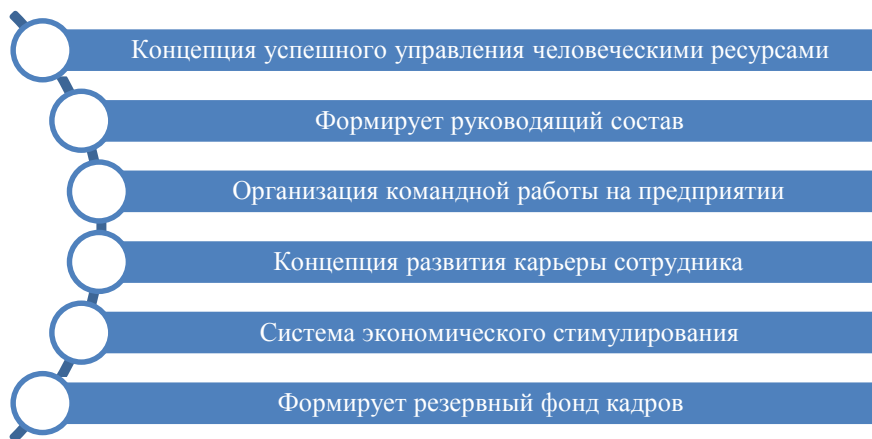 Концепция успешного управления человеческими ресурсами
Формирует руководящий состав
Организация командной работы на предприятии
Концепция развития карьеры сотрудника
Система экономического стимулирования
Формирует резервный фонд кадров